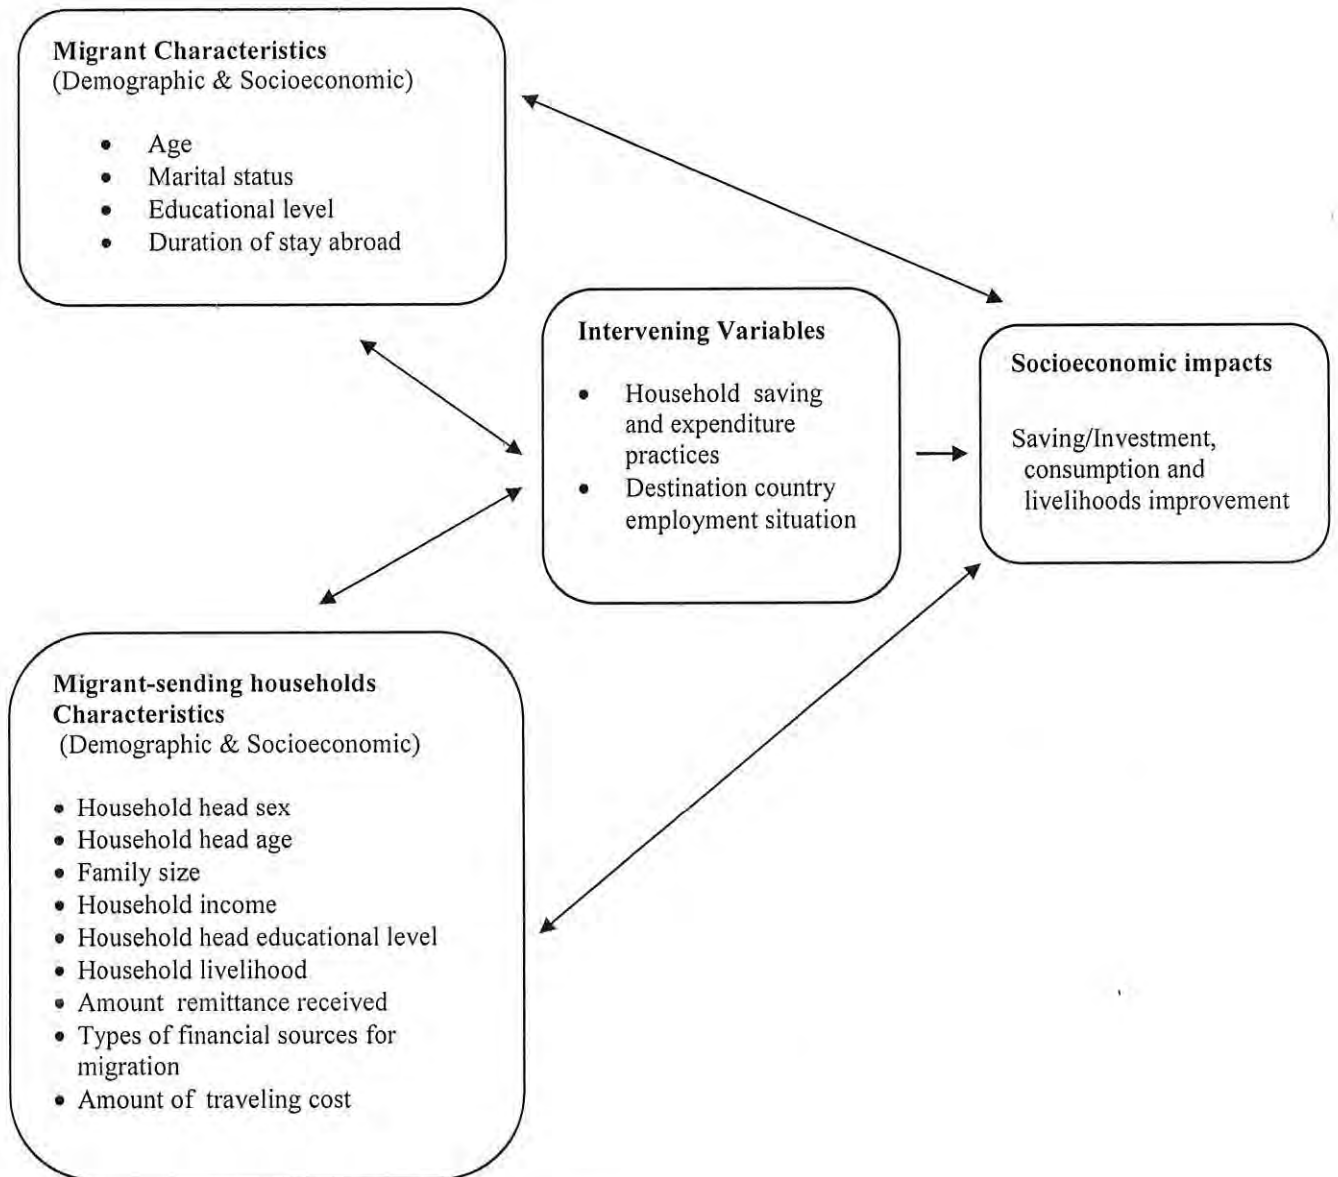 Migrant Characteristics
(Demographic & Socioeconomic)
• Age
• Marital status
• Educational level
• Duration of stay abroad
Intervening Variables
• Household saving
and expenditure
practices
• Destination country
employment situation
Socioeconomic impacts
Saving/Investment,
consumption and
livelihoods improvement
Migrant-sending households
Characteristics
(Demographic & Socioeconomic)
• Household head sex
• Household head age
• Family size
• Household income
• Household head educational level
• Household livelihood
• Amount remittance received
• Types of financial sources for
migration
• Amount of traveling cost